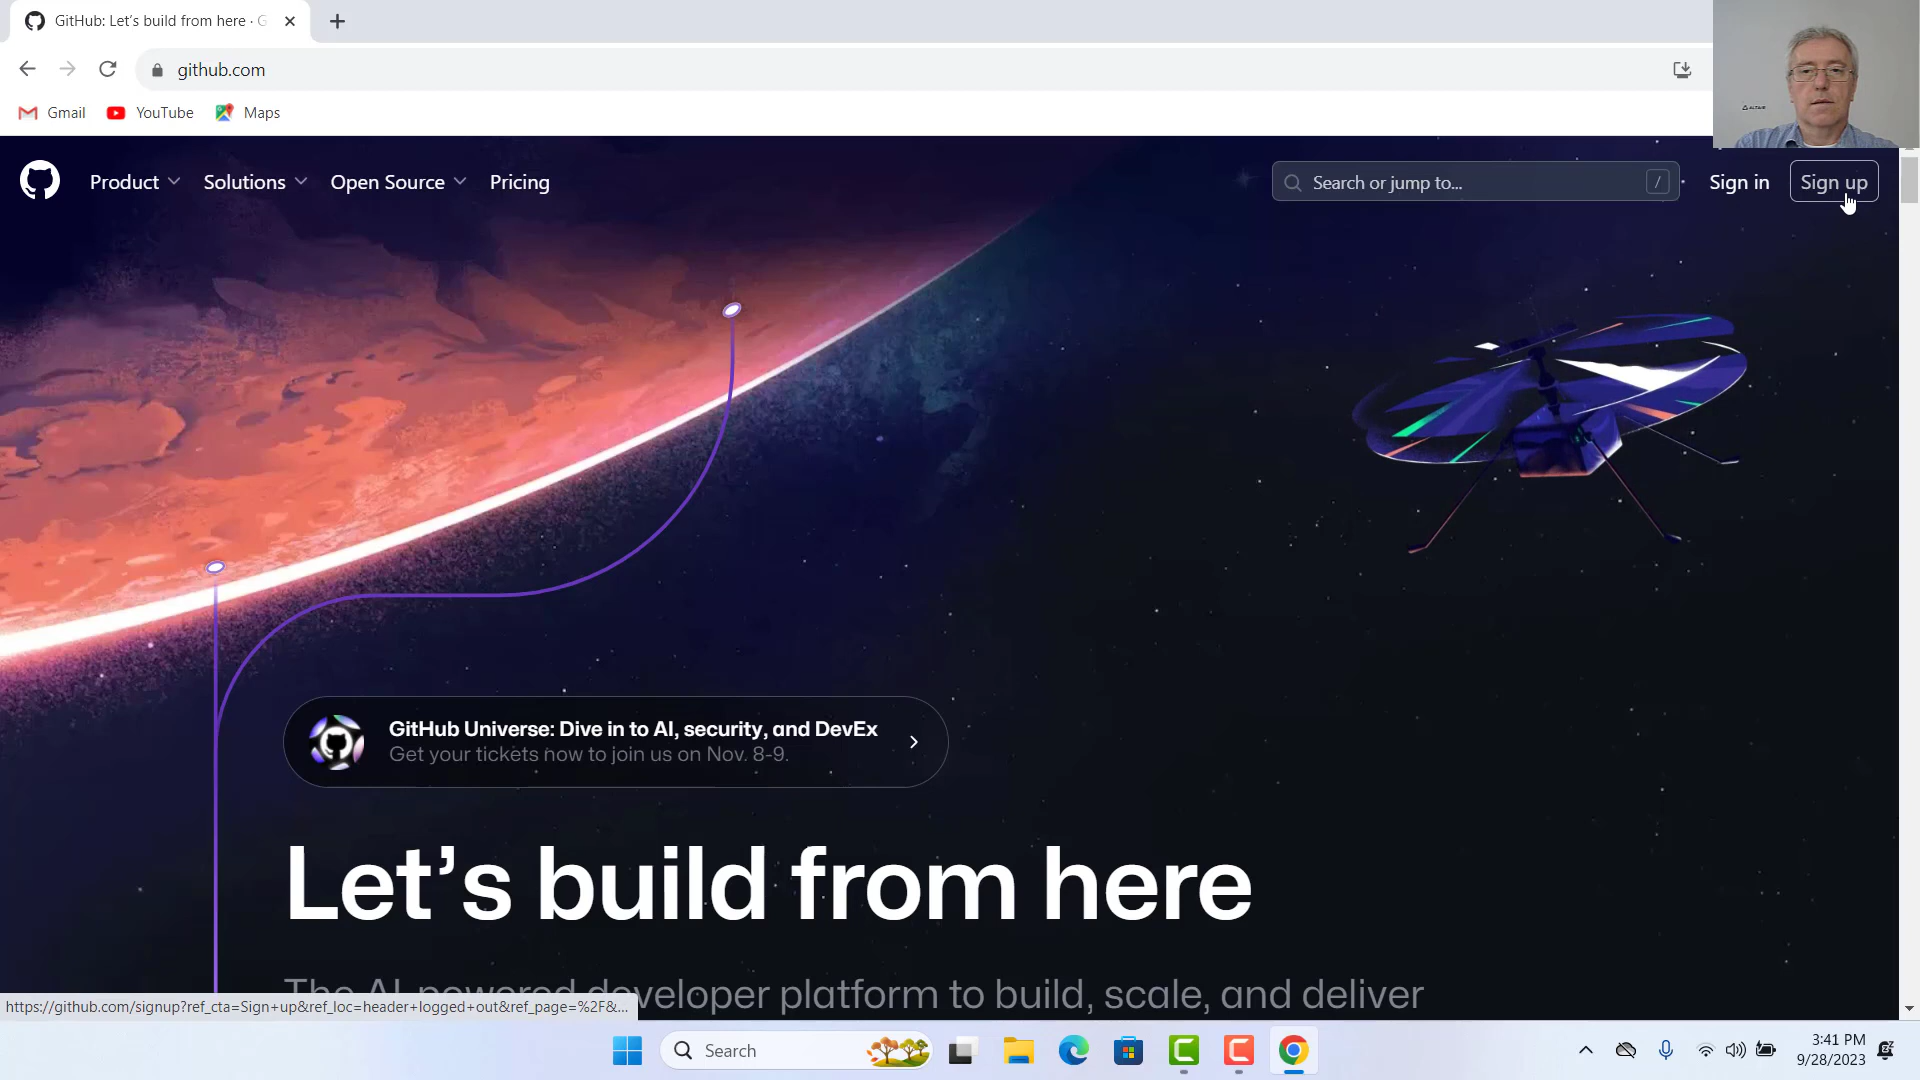 GitHub: Let's build from here · G
github.com
Gmail YouTube Maps
ALTAIR
Product Solutions Open Source Pricing Search or jump to... / Sign in Sign up
GitHub Universe: Dive in to AI, security, and DevEx
Get your tickets now to join us on Nov. 8-9.
Let's build from here
The AI-powered developer platform to build, scale, and deliver
https://github.com/signup?ref_cta=Sign+up&ref_loc=header+logged+out&ref_page=%2F&...
Search
3:41 PM
9/28/2023